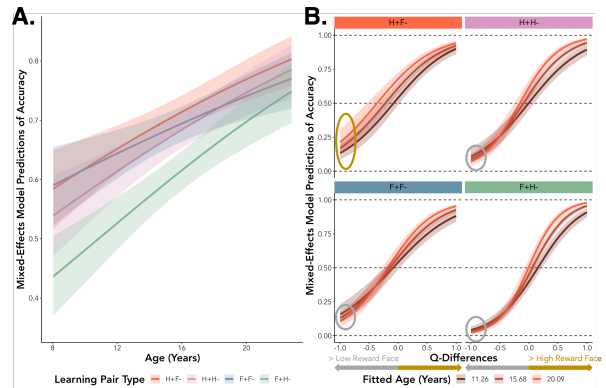 A.
Mixed-Effects Model Predictions of Accuracy
0.8
0.7
0.6
0.5
0.4
8
12
16
20
Age (Years)
Learning Pair Type H+F- H+H- F+F- F+H-
B.
Mixed-Effects Model Predictions of Accuracy
H+F- H+H-
1.00
0.75
0.50
0.25
0.00
F+F- F+H-
1.00
0.75
0.50
0.25
0.00
-1.0 -0.5 0.0 0.5 1.0 -1.0 -0.5 0.0 0.5 1.0
Q-Differences
> Low Reward Face > High Reward Face
Fitted Age (Years) 11.26 15.68 20.09